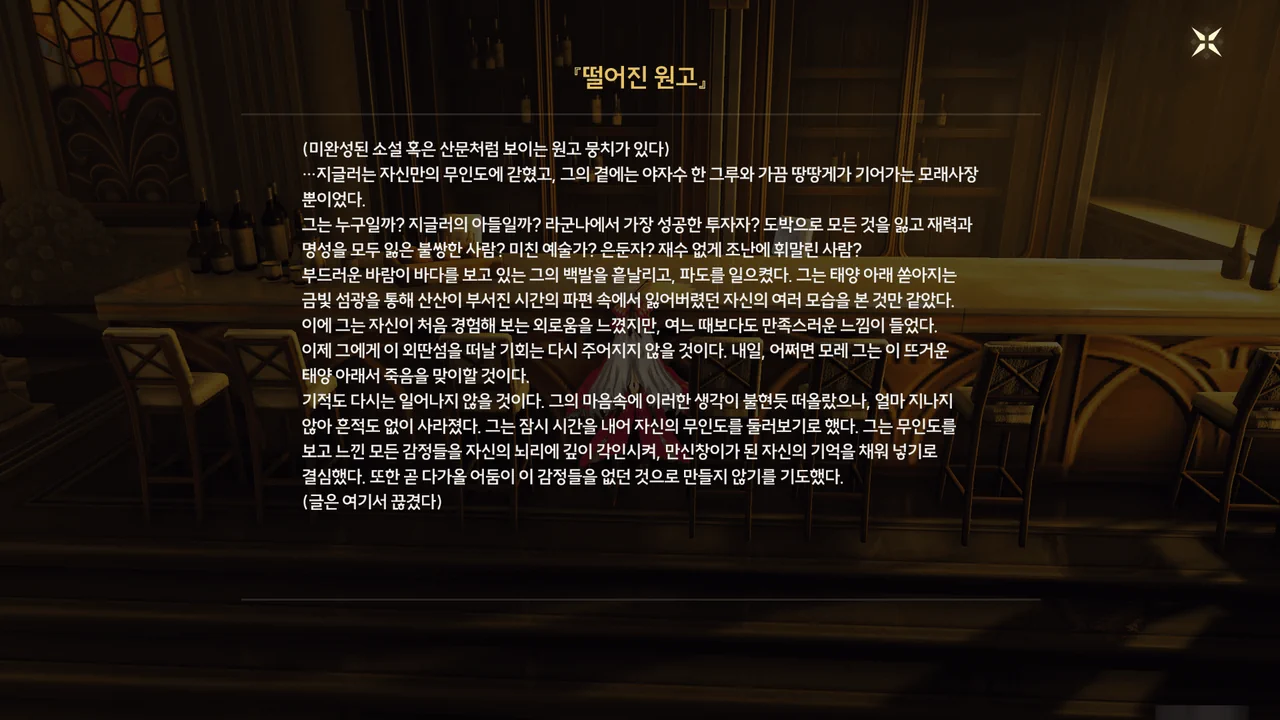 『떨어진 원고』
(미완성된 소설 혹은 산문처럼 보이는 원고 뭉치가 있다)
…지글러는 자신만의 무인도에 갇혔고, 그의 곁에는 야자수 한 그루와 가끔 땅땅게가 기어가는 모래사장
뿐이었다.
그는 누구일까? 지글러의 아들일까? 라군나에서 가장 성공한 투자자? 도박으로 모든 것을 잃고 재력과
명성을 모두 잃은 불쌍한 사람? 미친 예술가? 은둔자? 재수 없게 조난에 휘말린 사람?
부드러운 바람이 바다를 보고 있는 그의 백발을 흩날리고, 파도를 일으켰다. 그는 태양 아래 쏟아지는
금빛 섬광을 통해 산산이 부서진 시간의 파편 속에서 잃어버렸던 자신의 여러 모습을 본 것만 같았다.
이에 그는 자신이 처음 경험해 보는 외로움을 느꼈지만, 여느 때보다도 만족스러운 느낌이 들었다.
이제 그에게 이 외딴섬을 떠날 기회는 다시 주어지지 않을 것이다. 내일, 어쩌면 모레 그는 이 뜨거운
태양 아래서 죽음을 맞이할 것이다.
기적도 다시는 일어나지 않을 것이다. 그의 마음속에 이러한 생각이 불현듯 떠올랐으나, 얼마 지나지
않아 흔적도 없이 사라졌다. 그는 잠시 시간을 내어 자신의 무인도를 둘러보기로 했다. 그는 무인도를
보고 느낀 모든 감정들을 자신의 뇌리에 깊이 각인시켜, 만신창이가 된 자신의 기억을 채워 넣기로
결심했다. 또한 곧 다가올 어둠이 이 감정들을 없던 것으로 만들지 않기를 기도했다.
(글은 여기서 끊겼다)